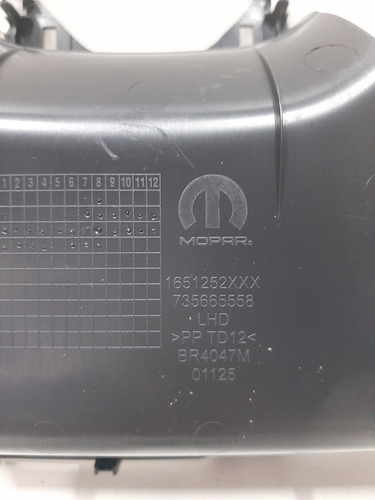 1 2 3 4 5 6 7 8 9 10 11 12
MOPAR®
1651252XXX
735665558
LHD
>PP TD12<
BR4047M
01125